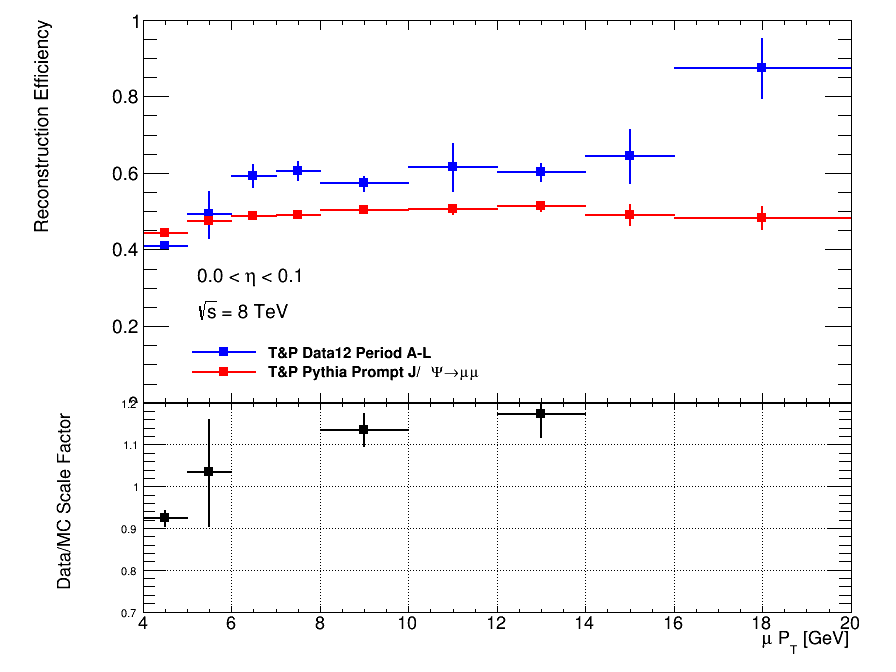 Reconstruction Efficiency
1
0.8
0.6
0.4
0.2
0.0 < η < 0.1
√s = 8 TeV
T&P Data12 Period A-L
T&P Pythia Prompt J/ Ψ→μμ
Data/MC Scale Factor
1.2
1.1
1
0.9
0.8
0.7
4 6 8 10 12 14 16 18 20
μ P_T [GeV]